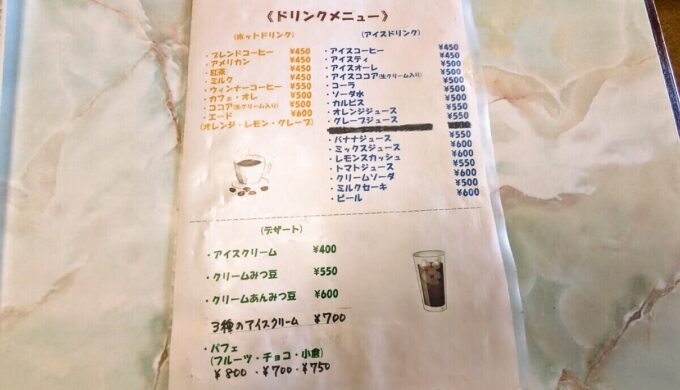 《ドリンクメニュー》
(ホットドリンク)
・ブレンドコーヒー ¥450
・アメリカン ¥450
・紅茶 ¥450
・ミルク ¥450
・ウィンナーコーヒー ¥550
・カフェ・オレ ¥500
・ココア(生クリーム入り) ¥500
・エード ¥600
(オレンジ・レモン・グレープ)
(アイスドリンク)
・アイスコーヒー ¥450
・アイスティ ¥450
・アイスオーレ ¥500
・アイスココア(生クリーム入り) ¥500
・コーラ ¥500
・ソーダ水 ¥500
・カルピス ¥500
・オレンジジュース ¥550
・グレープジュース ¥550
・バナナジュース ¥550
・ミックスジュース ¥600
・レモンスカッシュ ¥550
・トマトジュース ¥550
・クリームソーダ ¥600
・ミルクセーキ ¥500
・ビール ¥600
(デザート)
・アイスクリーム ¥400
・クリームみつ豆 ¥550
・クリームあんみつ豆 ¥600
3種のアイスクリーム ¥700
・パフェ
(フルーツ・チョコ・小倉)
¥800・¥700・¥750